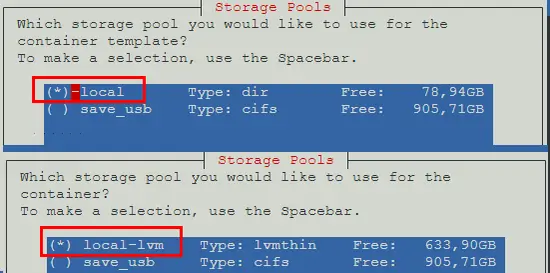 Storage Pools
Which storage pool you would like to use for the
container template?
To make a selection, use the Spacebar.
(*) local Type: dir Free: 78,94GB
( ) save_usb Type: cifs Free: 905,71GB
Storage Pools
Which storage pool you would like to use for the
container?
To make a selection, use the Spacebar.
(*) local-lvm Type: lvmthin Free: 633,90GB
( ) save_usb Type: cifs Free: 905,71GB